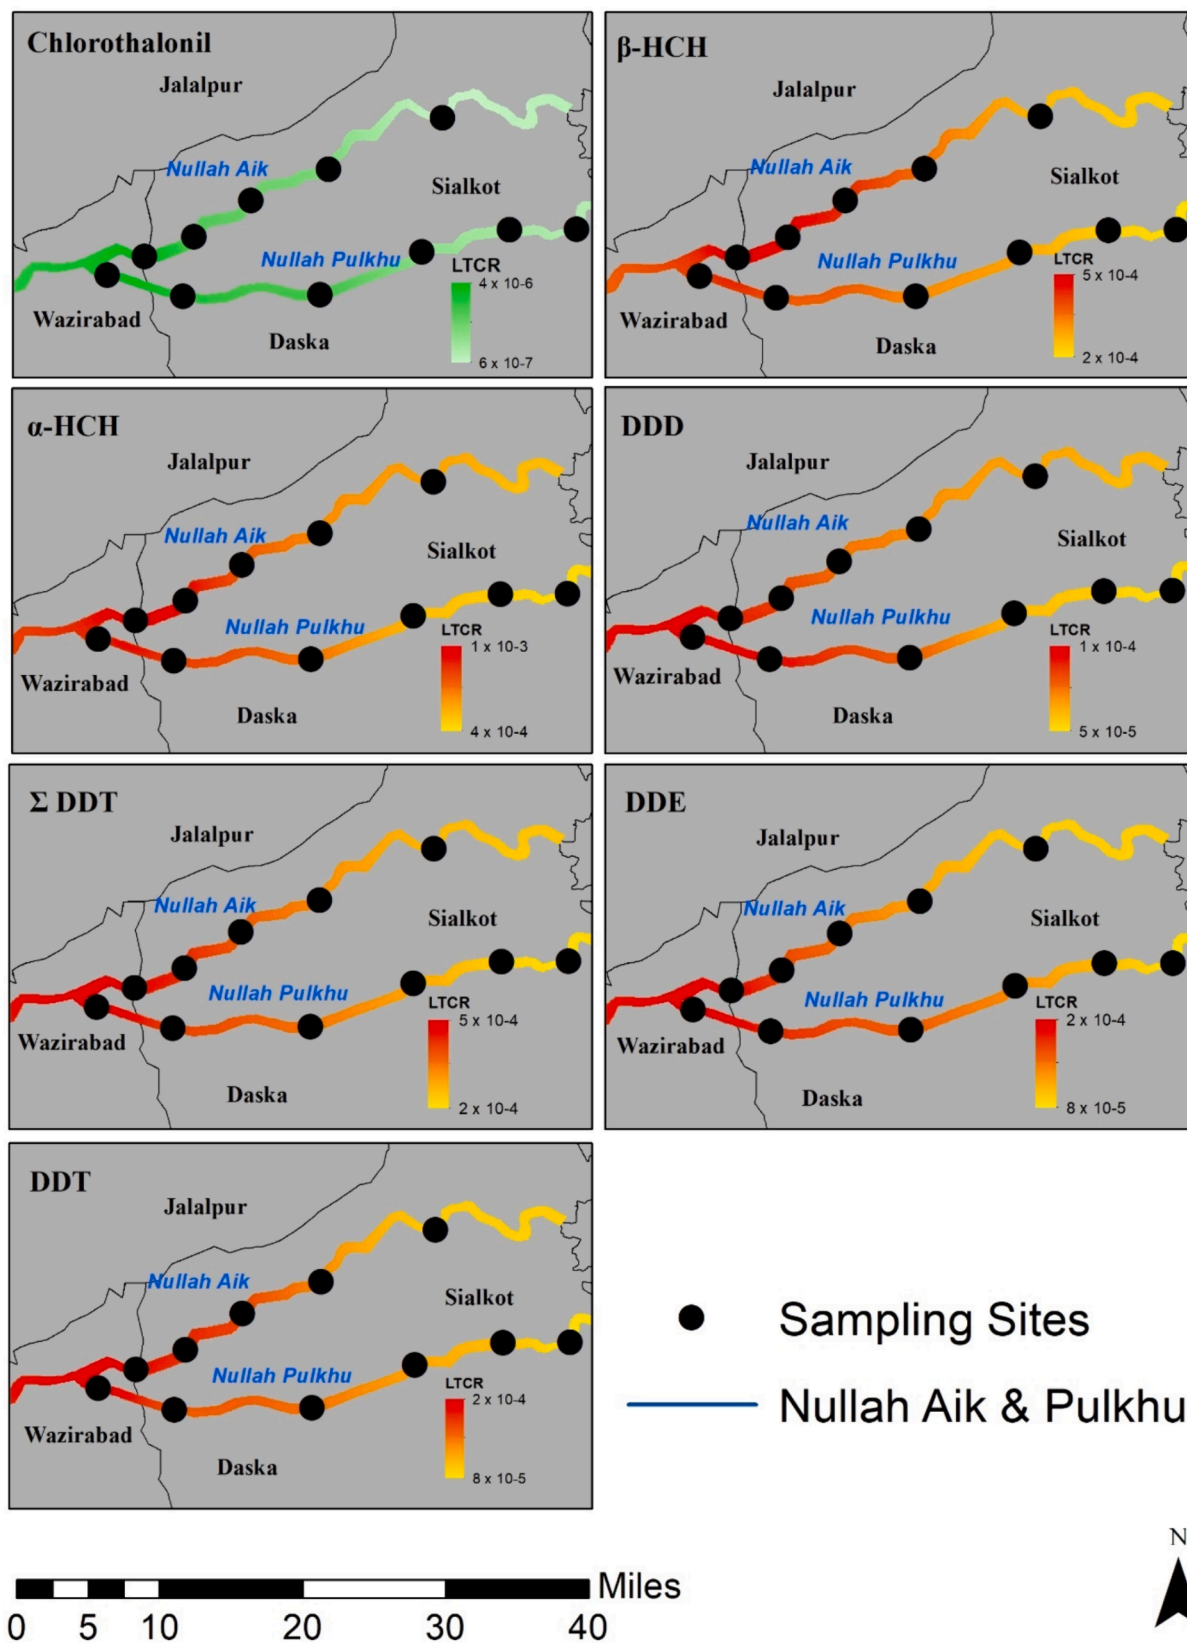 Chlorothalonil
Jalalpur
Nullah Aik
Sialkot
Nullah Pulkhu
LTCR
4 x 10-6
6 x 10-7
Wazirabad
Daska
β-HCH
Jalalpur
Nullah Aik
Sialkot
Nullah Pulkhu
LTCR
5 x 10-4
2 x 10-4
Wazirabad
Daska
α-HCH
Jalalpur
Nullah Aik
Sialkot
Nullah Pulkhu
LTCR
1 x 10-3
4 x 10-4
Wazirabad
Daska
DDD
Jalalpur
Nullah Aik
Sialkot
Nullah Pulkhu
LTCR
1 x 10-4
5 x 10-5
Wazirabad
Daska
Σ DDT
Jalalpur
Nullah Aik
Sialkot
Nullah Pulkhu
LTCR
5 x 10-4
2 x 10-4
Wazirabad
Daska
DDE
Jalalpur
Nullah Aik
Sialkot
Nullah Pulkhu
LTCR
2 x 10-4
8 x 10-5
Wazirabad
Daska
DDT
Jalalpur
Nullah Aik
Sialkot
Nullah Pulkhu
LTCR
2 x 10-4
8 x 10-5
Wazirabad
Daska
Sampling Sites
Nullah Aik & Pulkhu
N
Miles
0 5 10 20 30 40